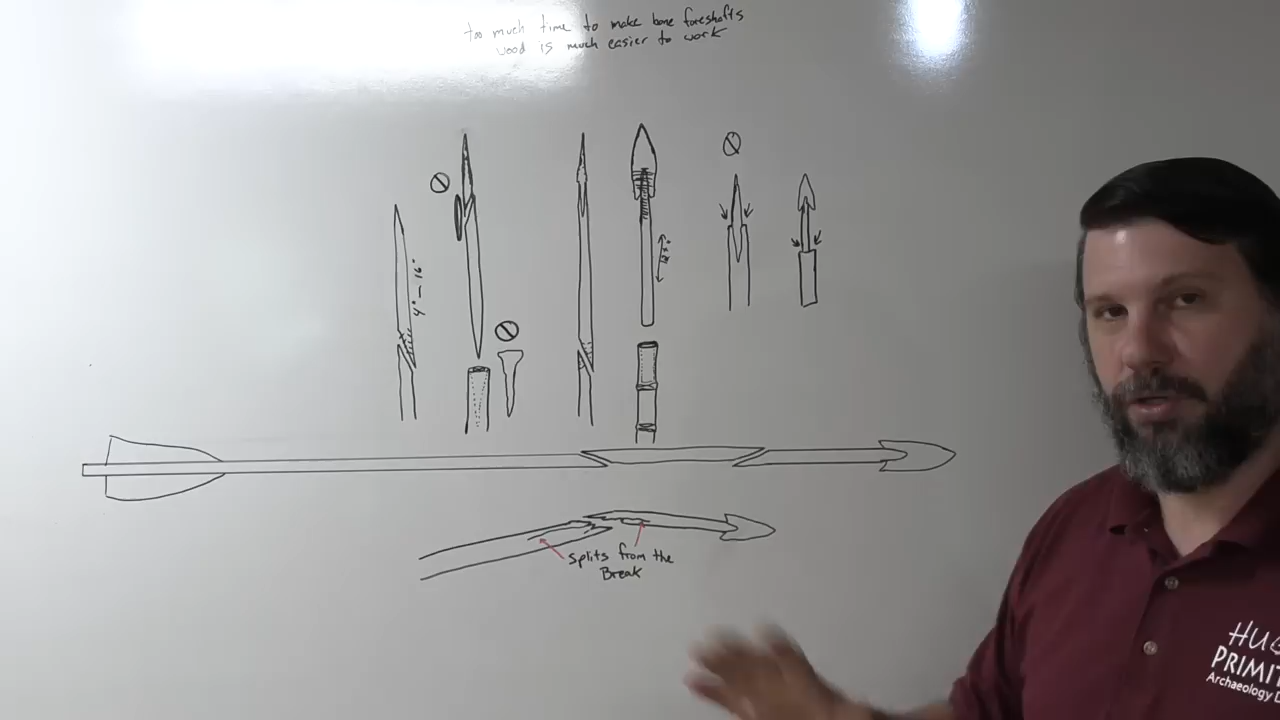 too much time to make bone foreshafts
wood is much easier to work
4" – 16"
Splits from the
Break
PRIMIT
Archaeology D